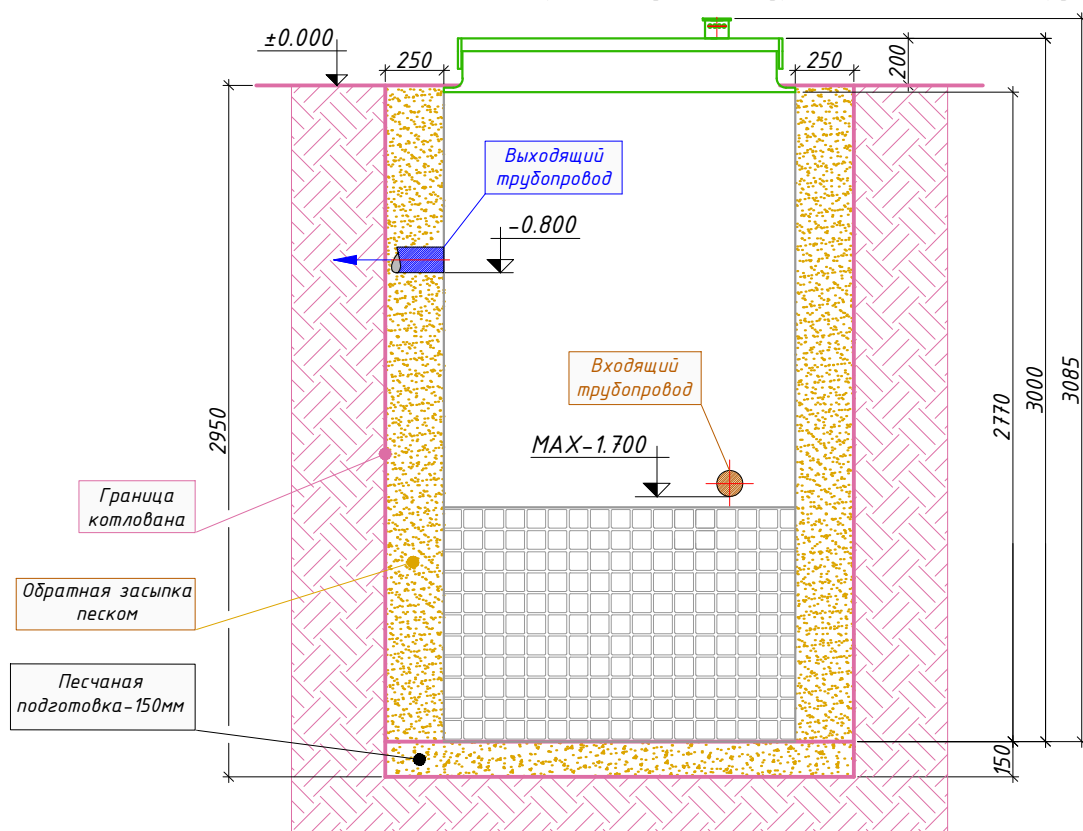 ±0.000
250
250
200
Выходящий
трубопровод
-0.800
Входящий
трубопровод
МАХ-1.700
2950
2770
3000
3085
Граница
котлована
Обратная засыпка
песком
Песчаная
подготовка-150мм
150